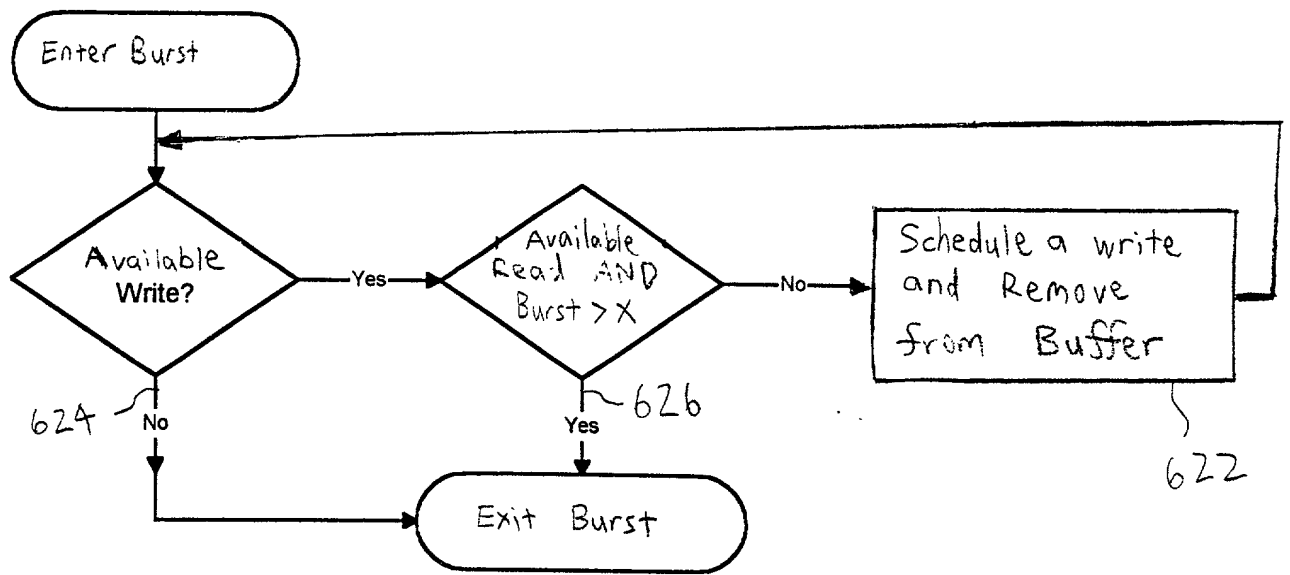 Enter Burst
Available
Write?
Yes
Available
Read AND
Burst > X
No
Schedule a write
and Remove
from Buffer
624
No
626
Yes
622
Exit Burst